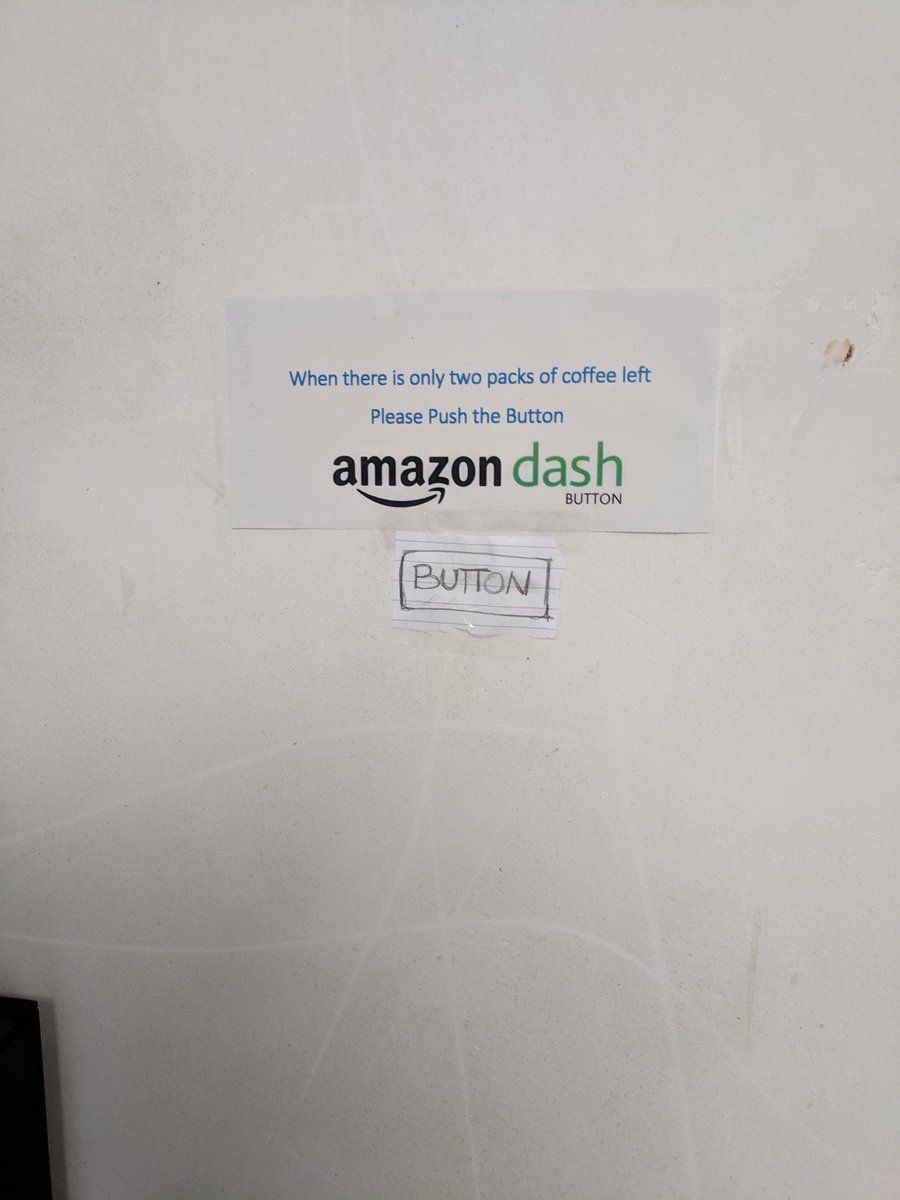 When there is only two packs of coffee left
Please Push the Button
amazon dash
BUTTON
BUTTON